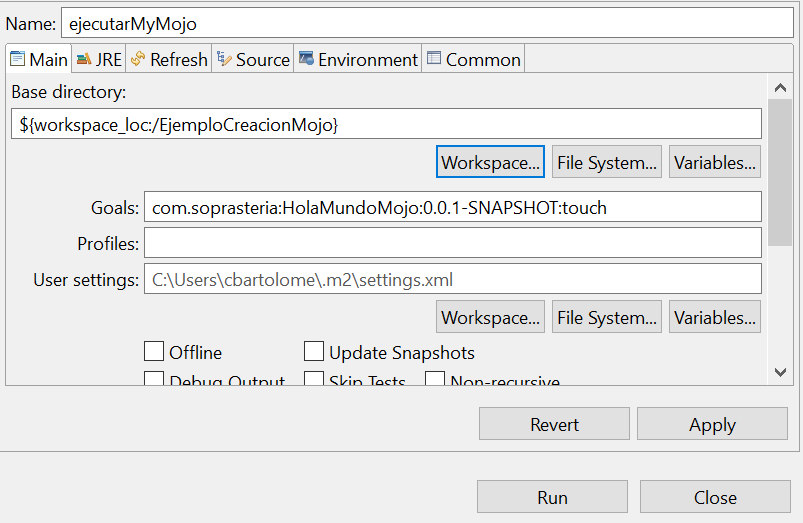 Name: ejecutarMyMojo
Main JRE Refresh Source Environment Common
Base directory:
${workspace_loc:/EjemploCreacionMojo}
Workspace... File System... Variables...
Goals: com.soprasteria:HolaMundoMojo:0.0.1-SNAPSHOT:touch
Profiles:
User settings: C:\Users\cbartolome\.m2\settings.xml
Workspace... File System... Variables...
Offline Update Snapshots
Debug Output Skip Tests Non-recursive
Revert Apply
Run Close